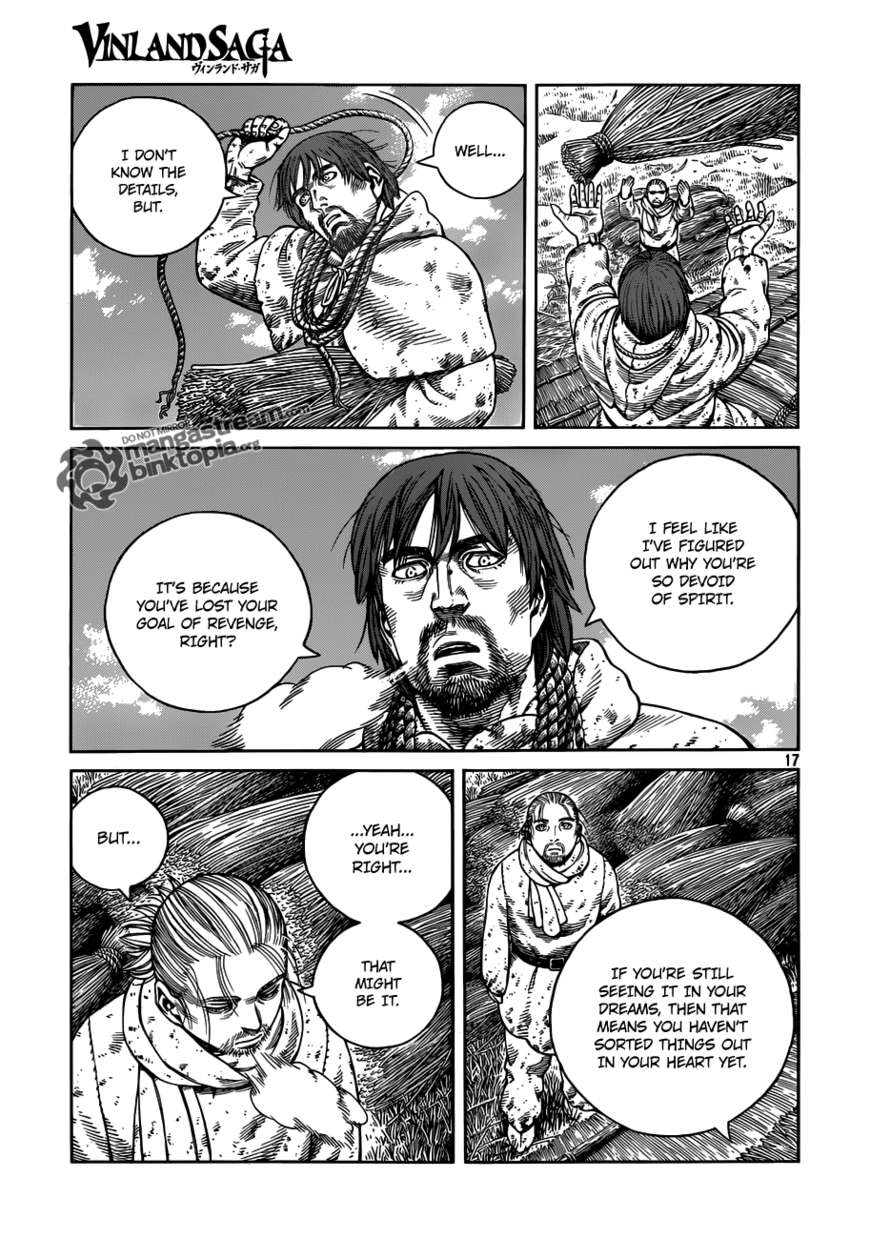 VINLAND SAGA
ヴィンランド・サガ
WELL...
I DON'T
KNOW THE
DETAILS,
BUT.
I FEEL LIKE
I'VE FIGURED
OUT WHY YOU'RE
SO DEVOID
OF SPIRIT.
IT'S BECAUSE
YOU'VE LOST YOUR
GOAL OF REVENGE,
RIGHT?
DO NOT MIRROR
mangastream.com
binktopia.org
17
IF YOU'RE STILL
SEEING IT IN YOUR
DREAMS, THEN THAT
MEANS YOU HAVEN'T
SORTED THINGS OUT
IN YOUR HEART YET.
...YEAH...
YOU'RE
RIGHT...
THAT
MIGHT
BE IT.
BUT...